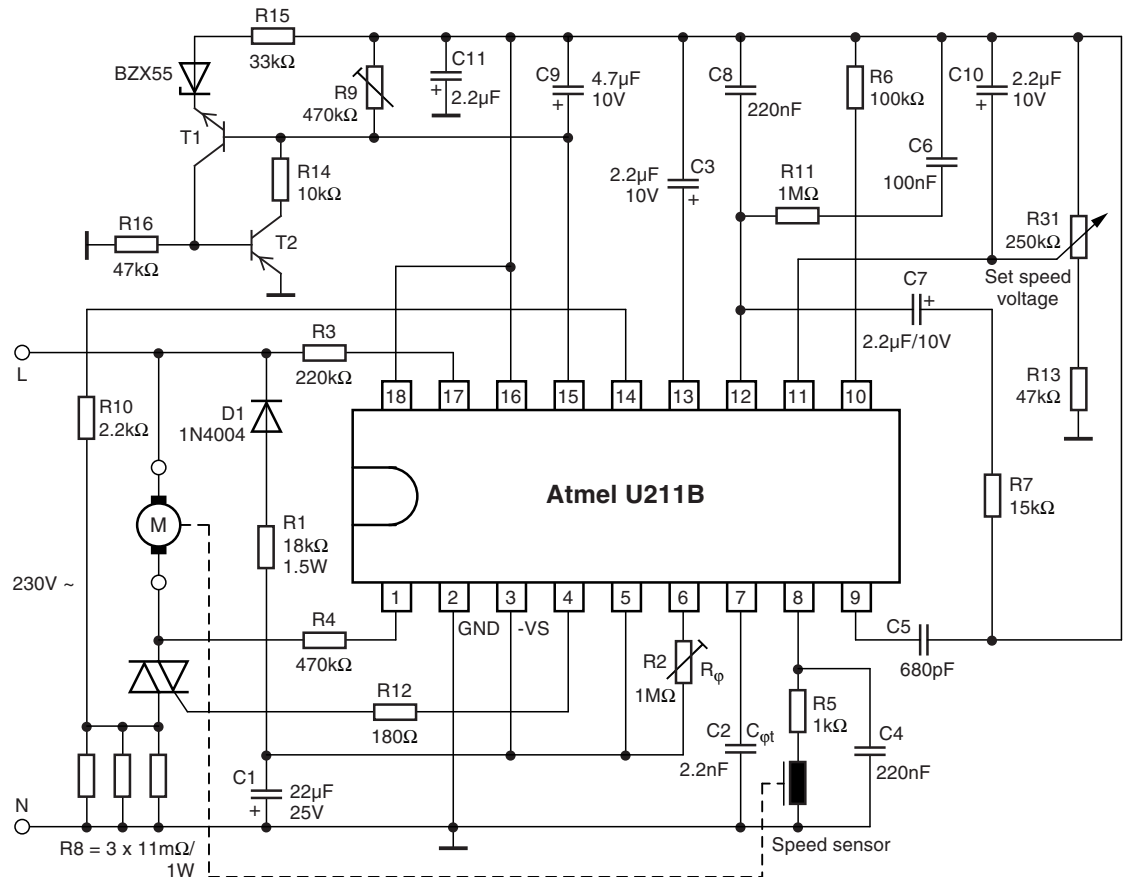 R15
33kΩ
BZX55
T1
R9
470kΩ
C11
+
2.2μF
C9
+
4.7μF
10V
C8
220nF
R6
100kΩ
C10
+
2.2μF
10V
C6
100nF
R14
10kΩ
C3
2.2μF
10V
+
R11
1MΩ
R16
47kΩ
T2
R31
250kΩ
Set speed
voltage
C7
+
2.2μF/10V
L
R3
220kΩ
R13
47kΩ
R10
2.2kΩ
D1
1N4004
18
17
16
15
14
13
12
11
10
Atmel U211B
R7
15kΩ
M
R1
18kΩ
1.5W
230V ~
1
2
3
4
5
6
7
8
9
GND
-VS
R4
470kΩ
C5
680pF
R2
1MΩ
Rφ
R12
180Ω
R5
1kΩ
C2
Cφt
2.2nF
C4
220nF
C1
+
22μF
25V
N
R8 = 3 x 11mΩ/
1W
Speed sensor